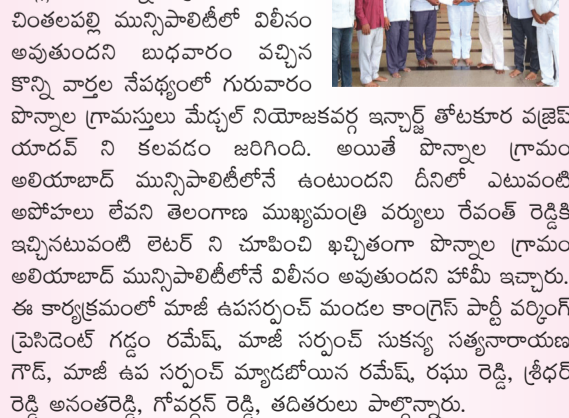 చింతలపల్లి మున్సిపాలిటీలో విలీనం
అవుతుందని బుధవారం వచ్చిన
కొన్ని వార్తల నేపథ్యంలో గురువారం
పొన్నాల గ్రామస్తులు మేడ్చల్ నియోజకవర్గ ఇన్చార్జ్ తోటకూర వజ్రేష్
యాదవ్ ని కలవడం జరిగింది. అయితే పొన్నాల గ్రామం
అలియాబాద్ మున్సిపాలిటీలోనే ఉంటుందని దీనిలో ఎటువంటి
అపోహలు లేవని తెలంగాణ ముఖ్యమంత్రి వర్యులు రేవంత్ రెడ్డికి
ఇచ్చినటువంటి లెటర్ ని చూపించి ఖచ్చితంగా పొన్నాల గ్రామం
అలియాబాద్ మున్సిపాలిటీలోనే విలీనం అవుతుందని హామీ ఇచ్చారు.
ఈ కార్యక్రమంలో మాజీ ఉపసర్పంచ్ మండల కాంగ్రెస్ పార్టీ వర్కింగ్
ప్రెసిడెంట్ గడ్డం రమేష్, మాజీ సర్పంచ్ సుకన్య సత్యనారాయణ
గౌడ్, మాజీ ఉప సర్పంచ్ మ్యాడబోయిన రమేష్, రఘు రెడ్డి, శ్రీధర్
రెడ్డి అనంతరెడ్డి, గోవర్దన్ రెడ్డి, తదితరులు పాల్గొన్నారు.